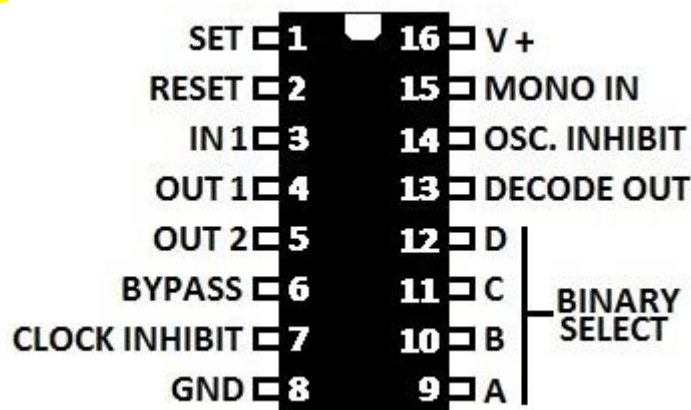 SET 1 16 V +
RESET 2 15 MONO IN
IN 1 3 14 OSC. INHIBIT
OUT 1 4 13 DECODE OUT
OUT 2 5 12 D
BYPASS 6 11 C
CLOCK INHIBIT 7 10 B
GND 8 9 A
BINARY
SELECT